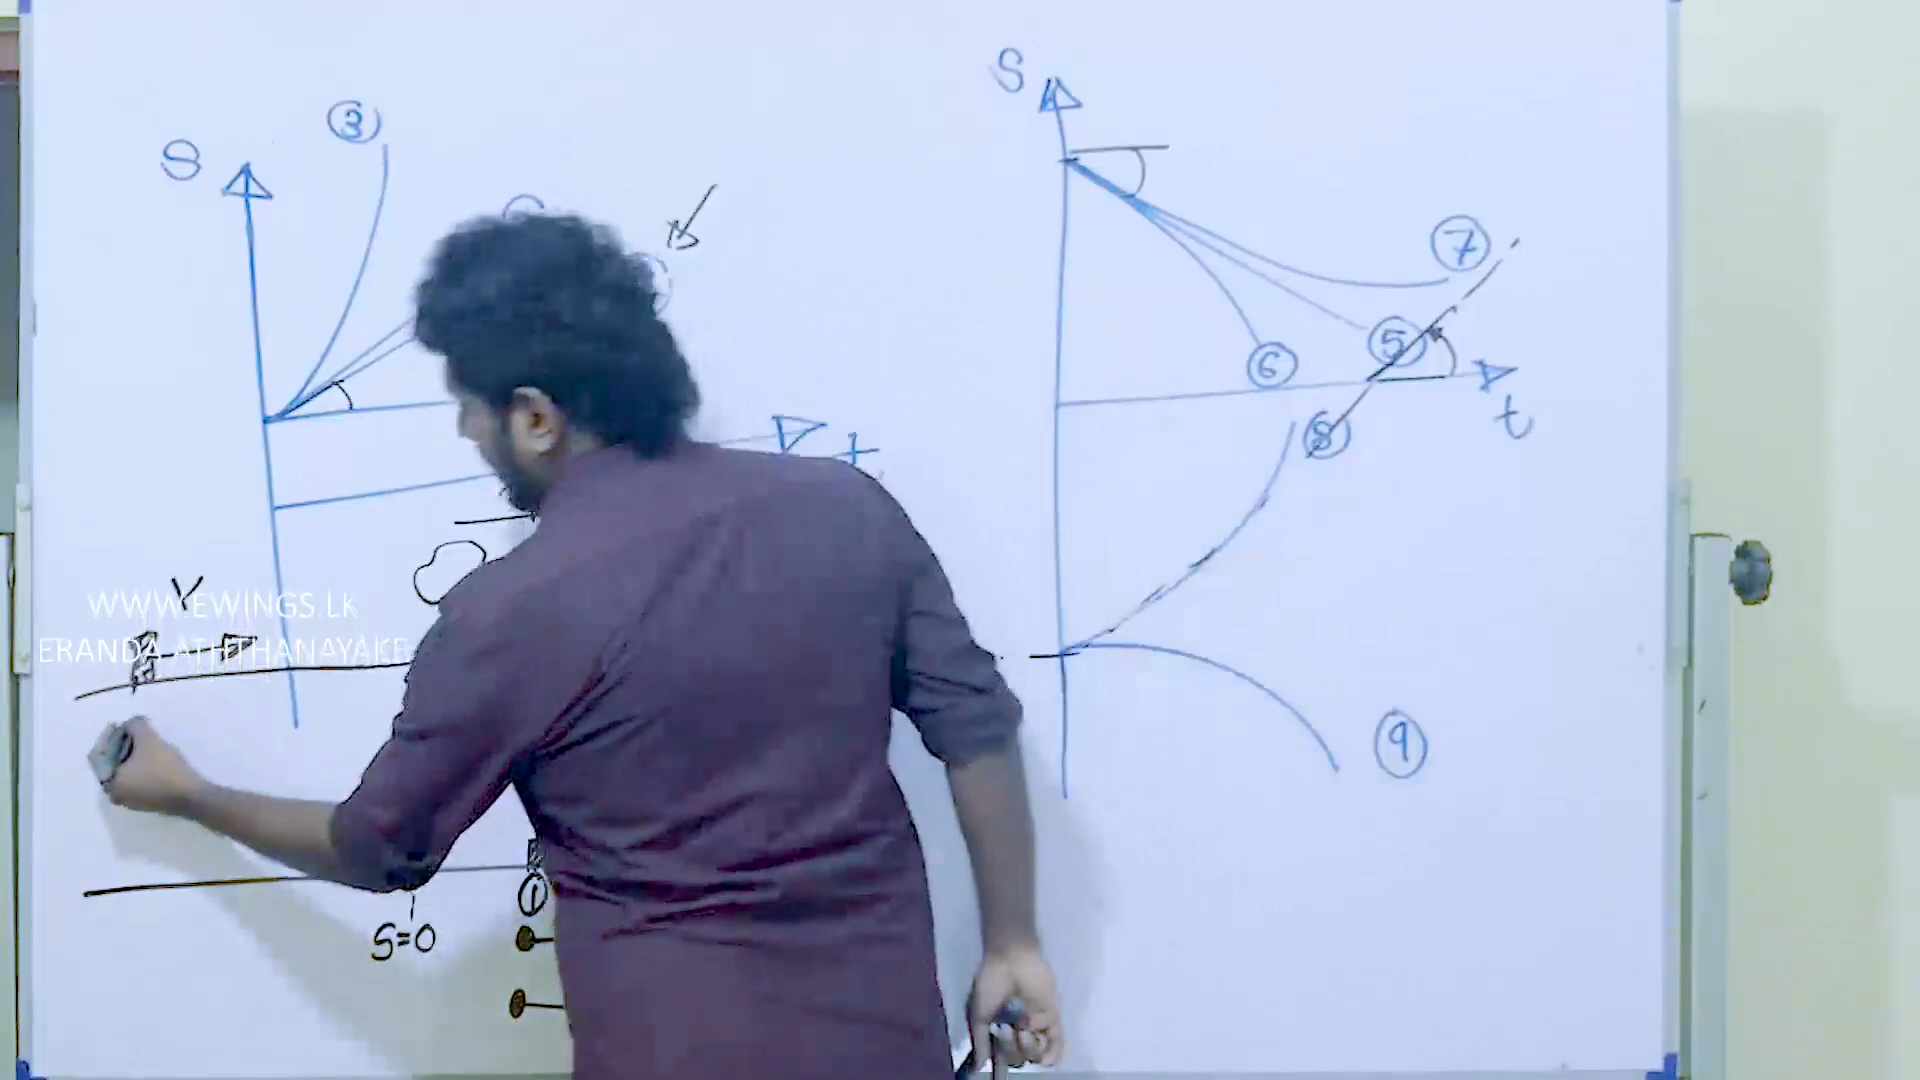 S
③
S
⑦
⑤
⑥
t
⑧
t
V
WWW.EWINGS.Lk
ERANDA ATHTHANAYAKE
⑨
①
S=0